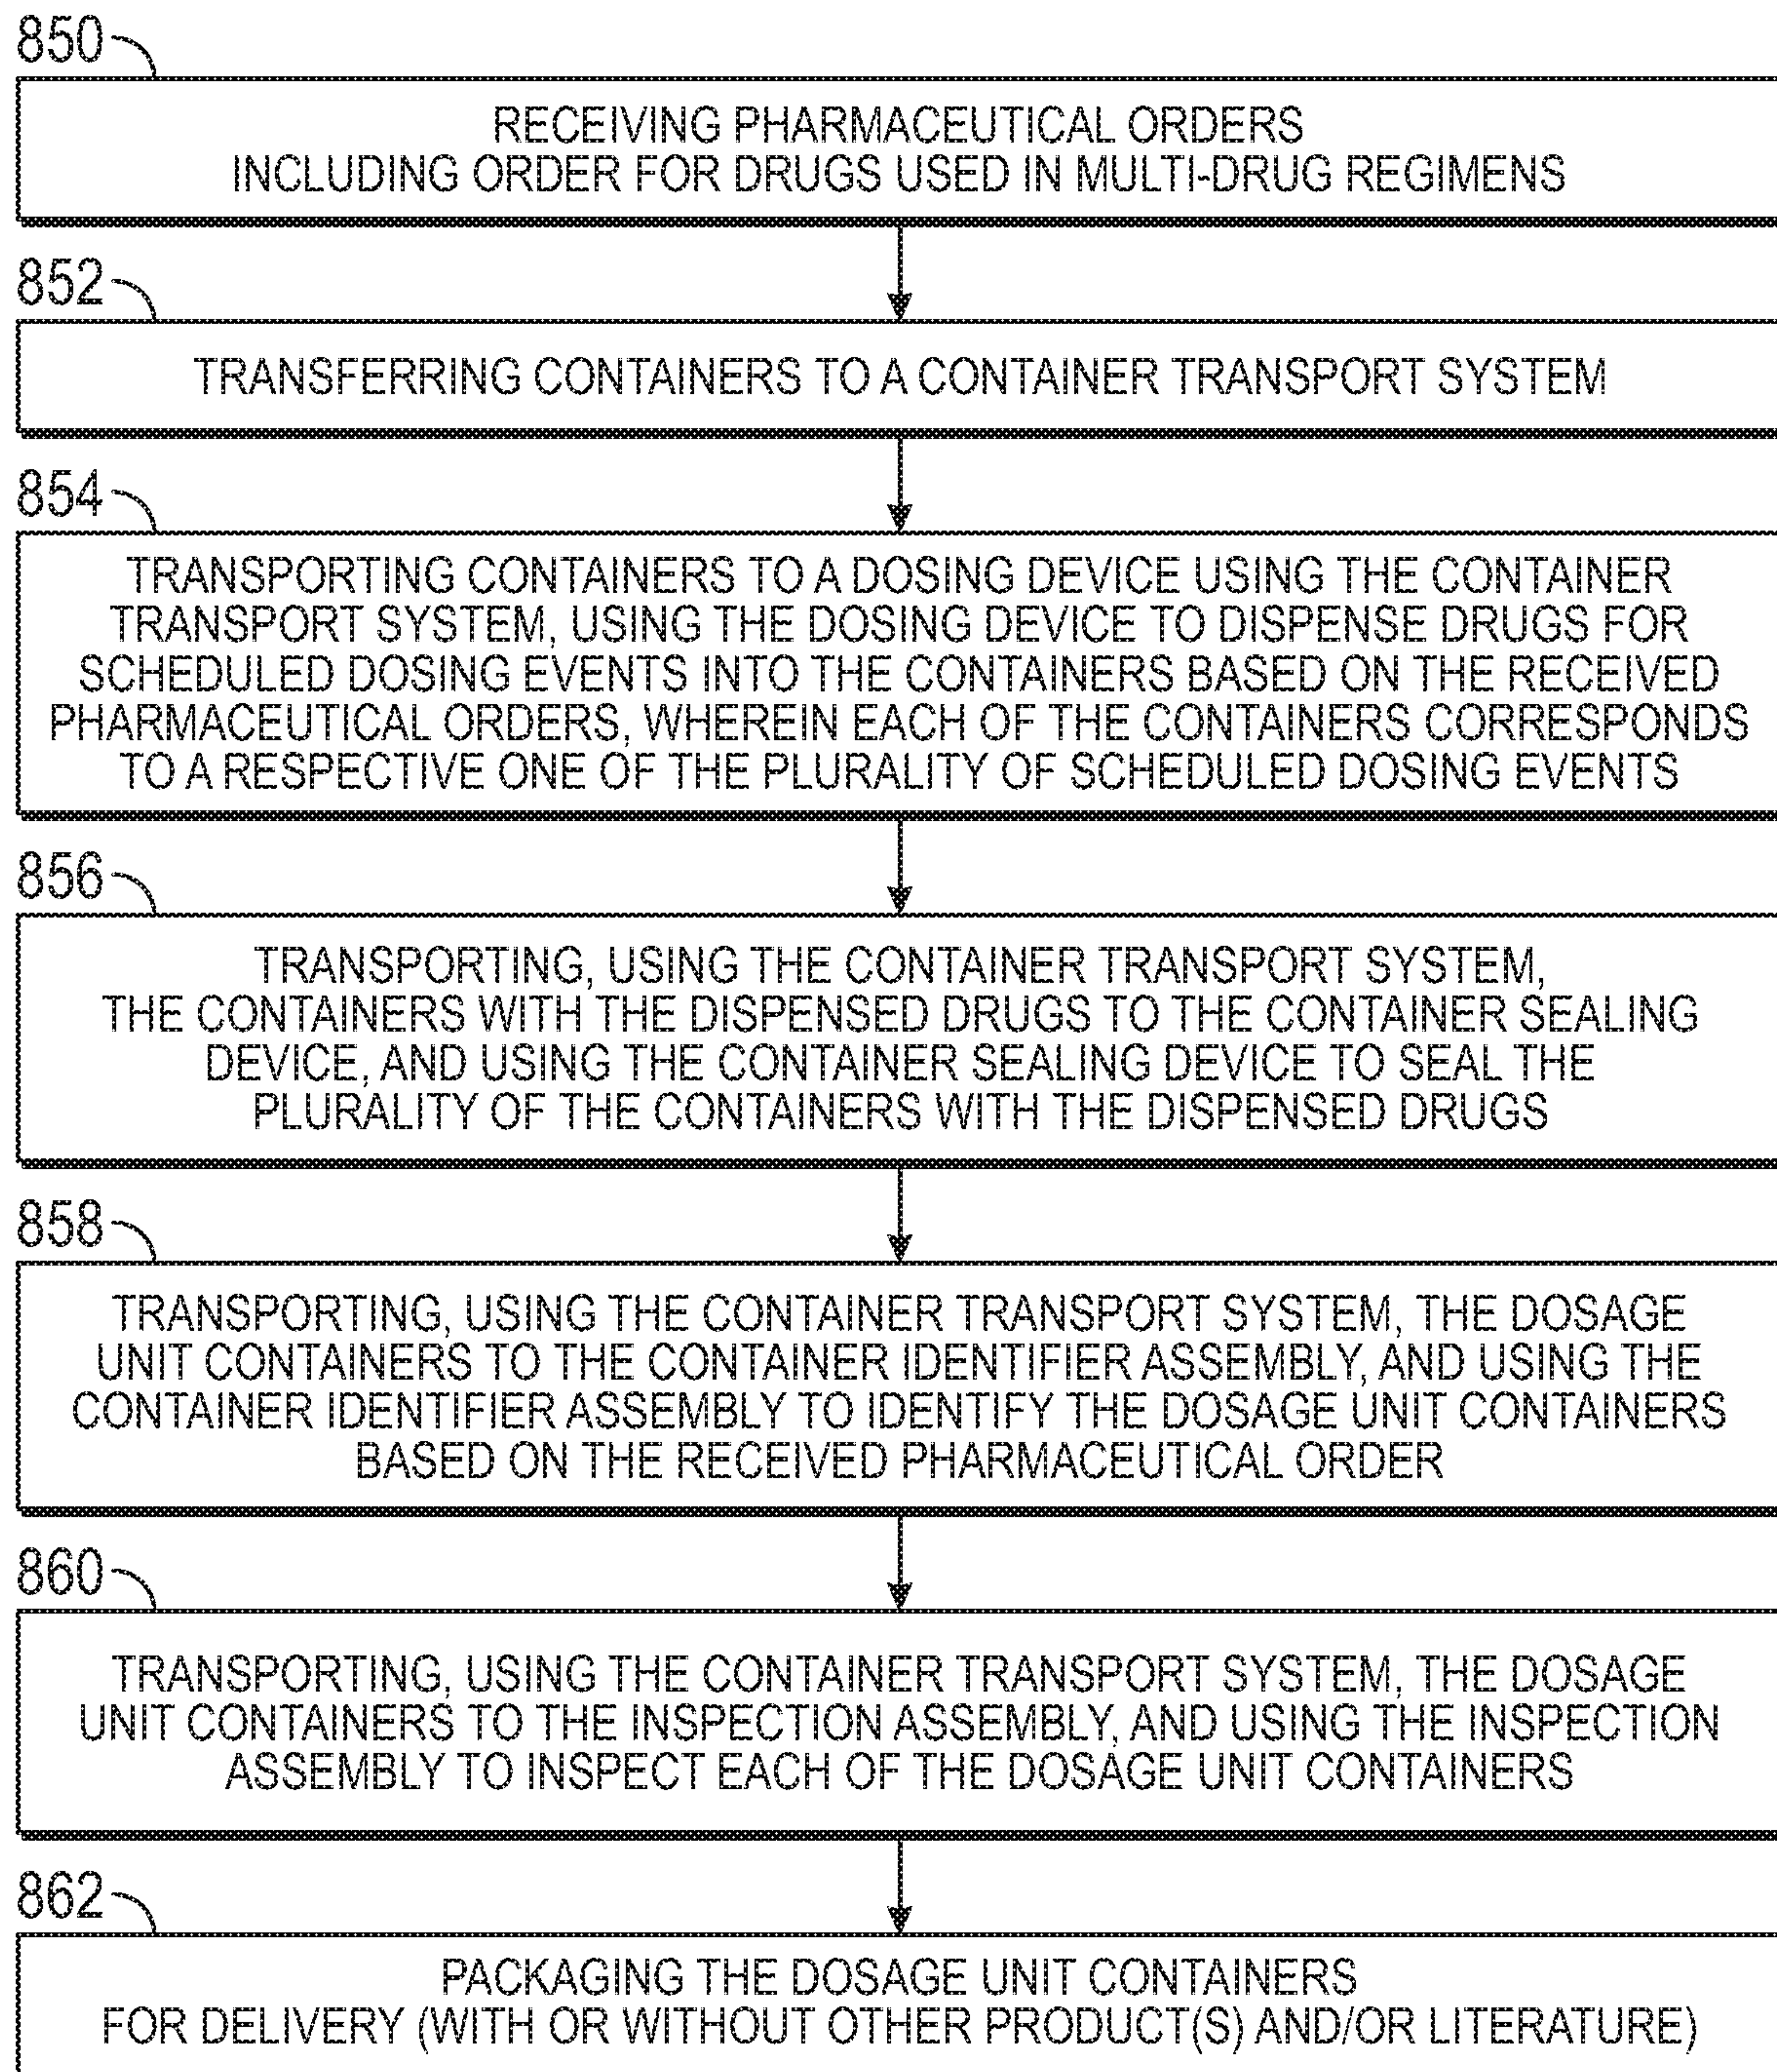 850
RECEIVING PHARMACEUTICAL ORDERS
INCLUDING ORDER FOR DRUGS USED IN MULTI-DRUG REGIMENS
852
TRANSFERRING CONTAINERS TO A CONTAINER TRANSPORT SYSTEM
854
TRANSPORTING CONTAINERS TO A DOSING DEVICE USING THE CONTAINER
TRANSPORT SYSTEM, USING THE DOSING DEVICE TO DISPENSE DRUGS FOR
SCHEDULED DOSING EVENTS INTO THE CONTAINERS BASED ON THE RECEIVED
PHARMACEUTICAL ORDERS, WHEREIN EACH OF THE CONTAINERS CORRESPONDS
TO A RESPECTIVE ONE OF THE PLURALITY OF SCHEDULED DOSING EVENTS
856
TRANSPORTING, USING THE CONTAINER TRANSPORT SYSTEM,
THE CONTAINERS WITH THE DISPENSED DRUGS TO THE CONTAINER SEALING
DEVICE, AND USING THE CONTAINER SEALING DEVICE TO SEAL THE
PLURALITY OF THE CONTAINERS WITH THE DISPENSED DRUGS
858
TRANSPORTING, USING THE CONTAINER TRANSPORT SYSTEM, THE DOSAGE
UNIT CONTAINERS TO THE CONTAINER IDENTIFIER ASSEMBLY, AND USING THE
CONTAINER IDENTIFIER ASSEMBLY TO IDENTIFY THE DOSAGE UNIT CONTAINERS
BASED ON THE RECEIVED PHARMACEUTICAL ORDER
860
TRANSPORTING, USING THE CONTAINER TRANSPORT SYSTEM, THE DOSAGE
UNIT CONTAINERS TO THE INSPECTION ASSEMBLY, AND USING THE INSPECTION
ASSEMBLY TO INSPECT EACH OF THE DOSAGE UNIT CONTAINERS
862
PACKAGING THE DOSAGE UNIT CONTAINERS
FOR DELIVERY (WITH OR WITHOUT OTHER PRODUCT(S) AND/OR LITERATURE)